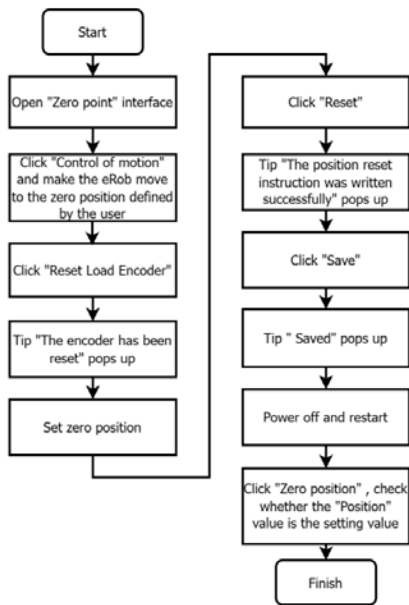 Start
Open "Zero point" interface
Click "Control of motion"
and make the eRob move
to the zero position defined
by the user
Click "Reset Load Encoder"
Tip "The encoder has been
reset" pops up
Set zero position
Click "Reset"
Tip "The position reset
instruction was written
successfully" pops up
Click "Save"
Tip " Saved" pops up
Power off and restart
Click "Zero position" , check
whether the "Position"
value is the setting value
Finish